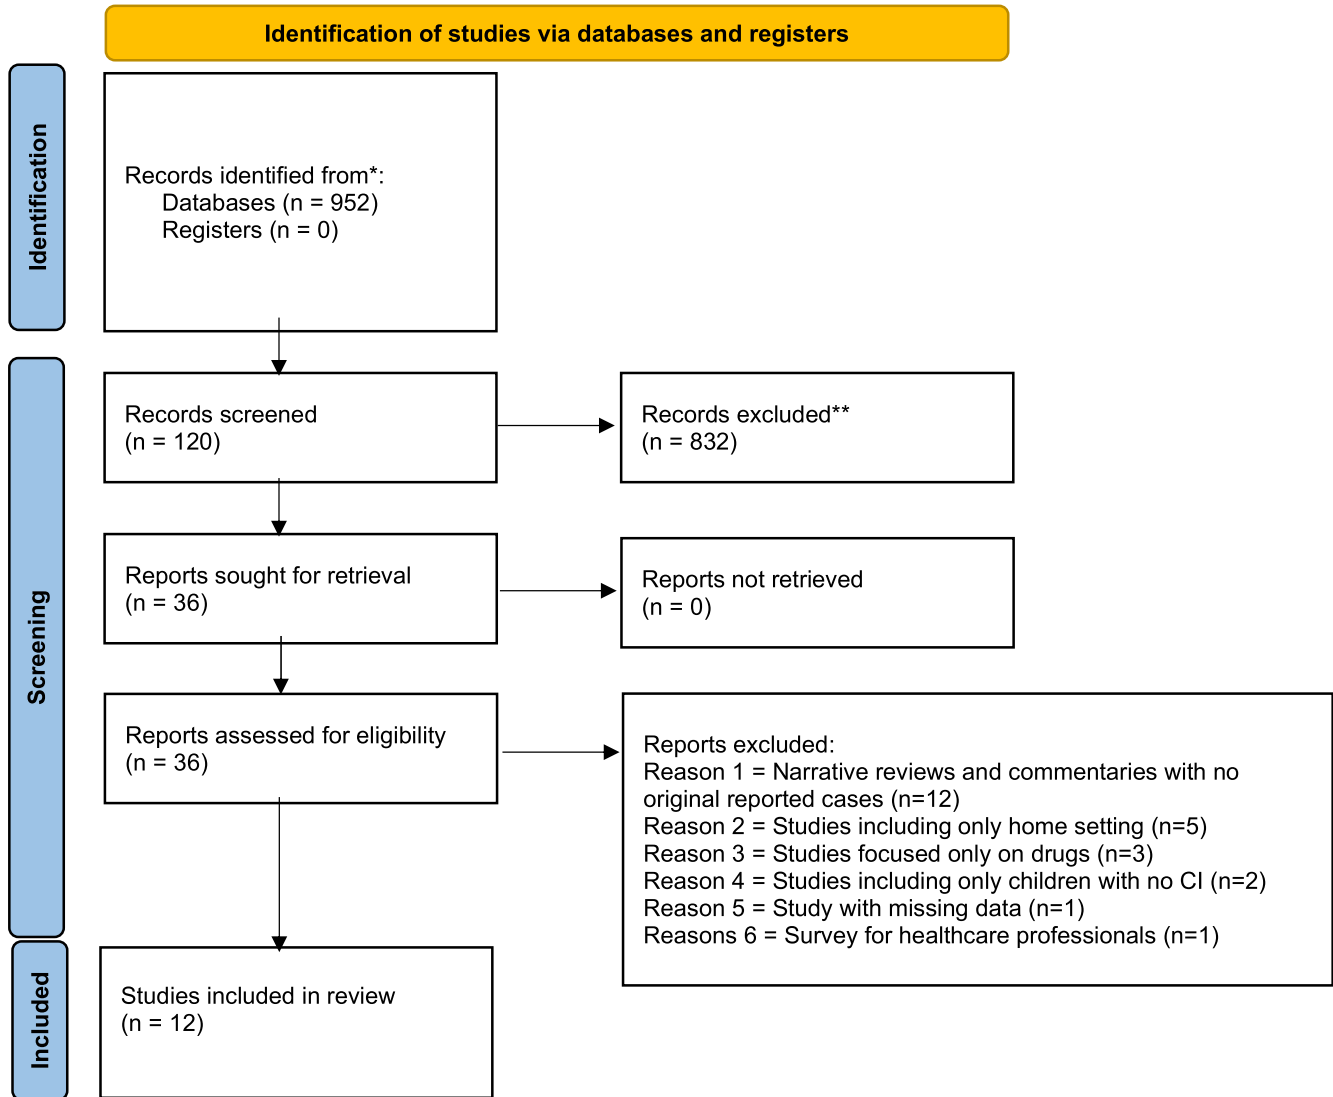 Identification of studies via databases and registers
Identification
Records identified from*:
Databases (n = 952)
Registers (n = 0)
Screening
Records screened
(n = 120)
Records excluded**
(n = 832)
Reports sought for retrieval
(n = 36)
Reports not retrieved
(n = 0)
Reports assessed for eligibility
(n = 36)
Reports excluded:
Reason 1 = Narrative reviews and commentaries with no
original reported cases (n=12)
Reason 2 = Studies including only home setting (n=5)
Reason 3 = Studies focused only on drugs (n=3)
Reason 4 = Studies including only children with no CI (n=2)
Reason 5 = Study with missing data (n=1)
Reasons 6 = Survey for healthcare professionals (n=1)
Included
Studies included in review
(n = 12)